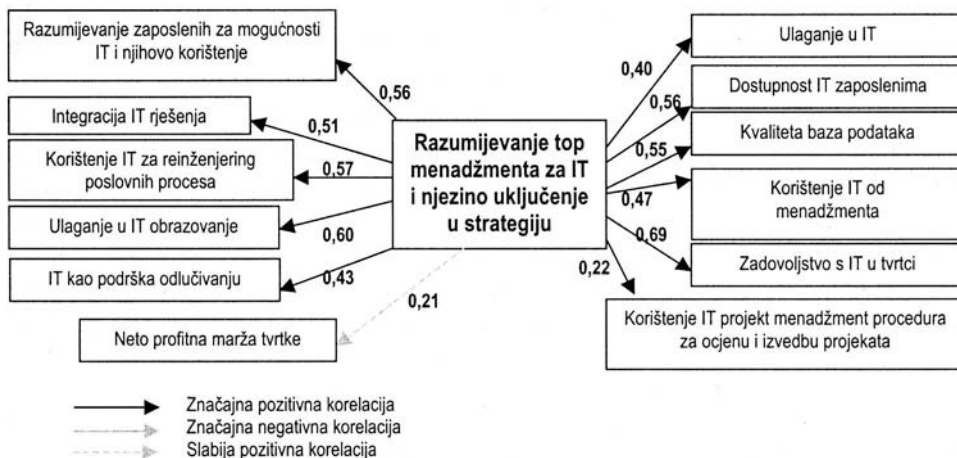 Razumijevanje zaposlenih za mogućnosti
IT i njihovo korištenje
0,56
Integracija IT rješenja
0,51
Korištenje IT za reinženjering
poslovnih procesa
0,57
Ulaganje u IT obrazovanje
0,60
IT kao podrška odlučivanju
0,43
Neto profitna marža tvrtke
0,21
Razumijevanje top
menadžmenta za IT
i njezino uključenje
u strategiju
Ulaganje u IT
0,40
Dostupnost IT zaposlenima
0,56
Kvaliteta baza podataka
0,55
Korištenje IT od
menadžmenta
0,47
Zadovoljstvo s IT u tvrtci
0,69
Korištenje IT projekt menadžment procedura
za ocjenu i izvedbu projekata
0,22
Značajna pozitivna korelacija
Značajna negativna korelacija
Slabija pozitivna korelacija